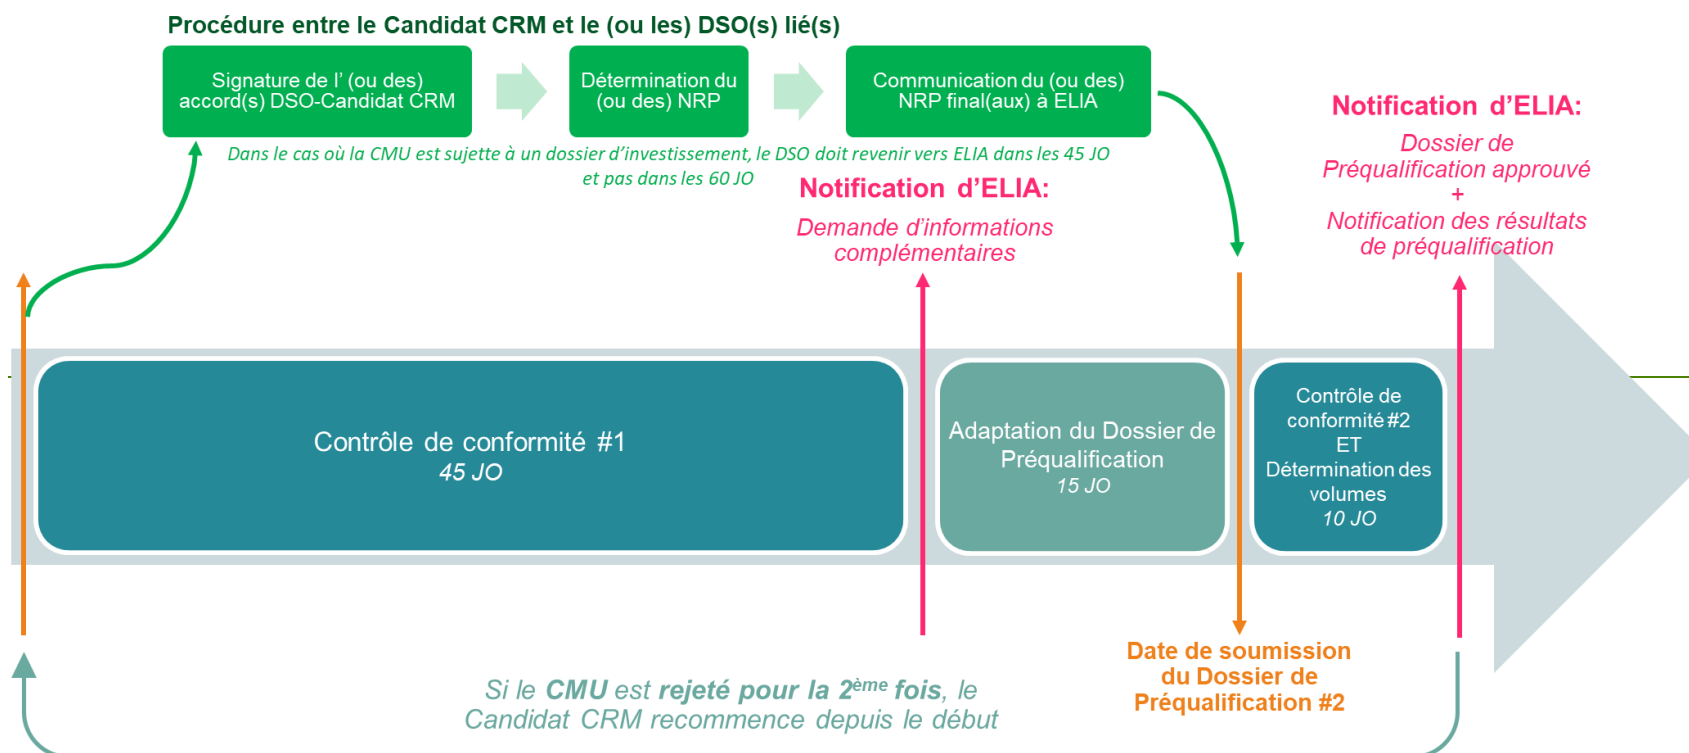 Procédure entre le Candidat CRM et le (ou les) DSO(s) lié(s)
Signature de l' (ou des)
accord(s) DSO-Candidat CRM
Détermination du
(ou des) NRP
Communication du (ou des)
NRP final(aux) à ELIA
Dans le cas où la CMU est sujette à un dossier d'investissement, le DSO doit revenir vers ELIA dans les 45 JO
et pas dans les 60 JO
Notification d'ELIA:
Demande d'informations
complémentaires
Notification d'ELIA:
Dossier de
Préqualification approuvé
+
Notification des résultats
de préqualification
Contrôle de conformité #1
45 JO
Adaptation du Dossier de
Préqualification
15 JO
Contrôle de
conformité #2
ET
Détermination des
volumes
10 JO
Date de soumission
du Dossier de
Préqualification #2
Si le CMU est rejeté pour la 2ème fois, le
Candidat CRM recommence depuis le début